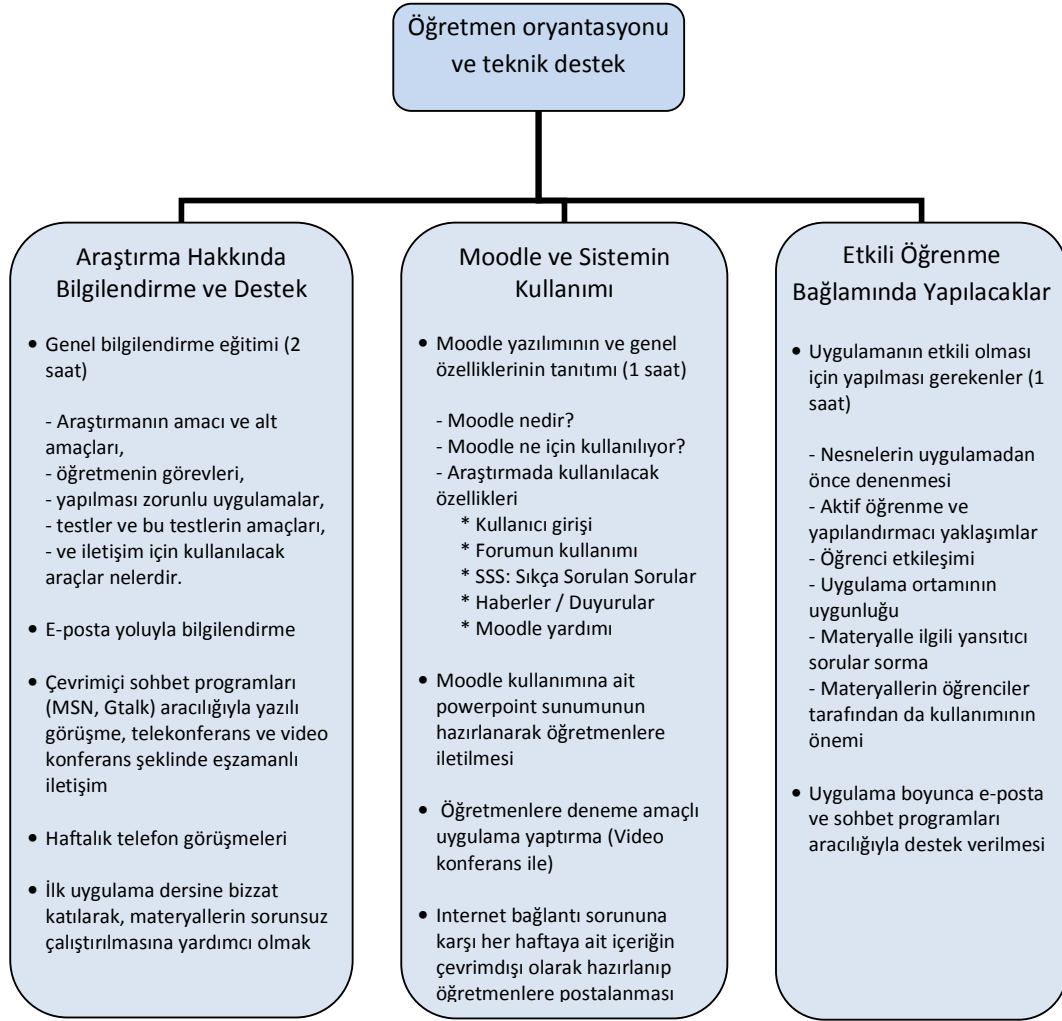 Öğretmen oryantasyonu
ve teknik destek
Araştırma Hakkında
Bilgilendirme ve Destek
• Genel bilgilendirme eğitimi (2
saat)
- Araştırmanın amacı ve alt
amaçları,
- öğretmenin görevleri,
- yapılması zorunlu uygulamalar,
- testler ve bu testlerin amaçları,
- ve iletişim için kullanılacak
araçlar nelerdir.
• E-posta yoluyla bilgilendirme
• Çevrimiçi sohbet programları
(MSN, Gtalk) aracılığıyla yazılı
görüşme, telekonferans ve video
konferans şeklinde eşzamanlı
iletişim
• Haftalık telefon görüşmeleri
• İlk uygulama dersine bizzat
katılarak, materyallerin sorunsuz
çalıştırılmasına yardımcı olmak
Moodle ve Sistemin
Kullanımı
• Moodle yazılımının ve genel
özelliklerinin tanıtımı (1 saat)
- Moodle nedir?
- Moodle ne için kullanılıyor?
- Araştırmada kullanılacak
özellikleri
* Kullanıcı girişi
* Forumun kullanımı
* SSS: Sıkça Sorulan Sorular
* Haberler / Duyurular
* Moodle yardımı
• Moodle kullanımına ait
powerpoint sunumunun
hazırlanarak öğretmenlere
iletilmesi
• Öğretmenlere deneme amaçlı
uygulama yaptırma (Video
konferans ile)
• Internet bağlantı sorununa
karşı her haftaya ait içeriğin
çevrimdışı olarak hazırlanıp
öğretmenlere postalanması
Etkili Öğrenme
Bağlamında Yapılacaklar
• Uygulamanın etkili olması
için yapılması gerekenler (1
saat)
- Nesnelerin uygulamadan
önce denenmesi
- Aktif öğrenme ve
yapılandırmacı yaklaşımlar
- Öğrenci etkileşimi
- Uygulama ortamının
uygunluğu
- Materyalle ilgili yansıtıcı
sorular sorma
- Materyallerin öğrenciler
tarafından da kullanımının
önemi
• Uygulama boyunca e-posta
ve sohbet programları
aracılığıyla destek verilmesi